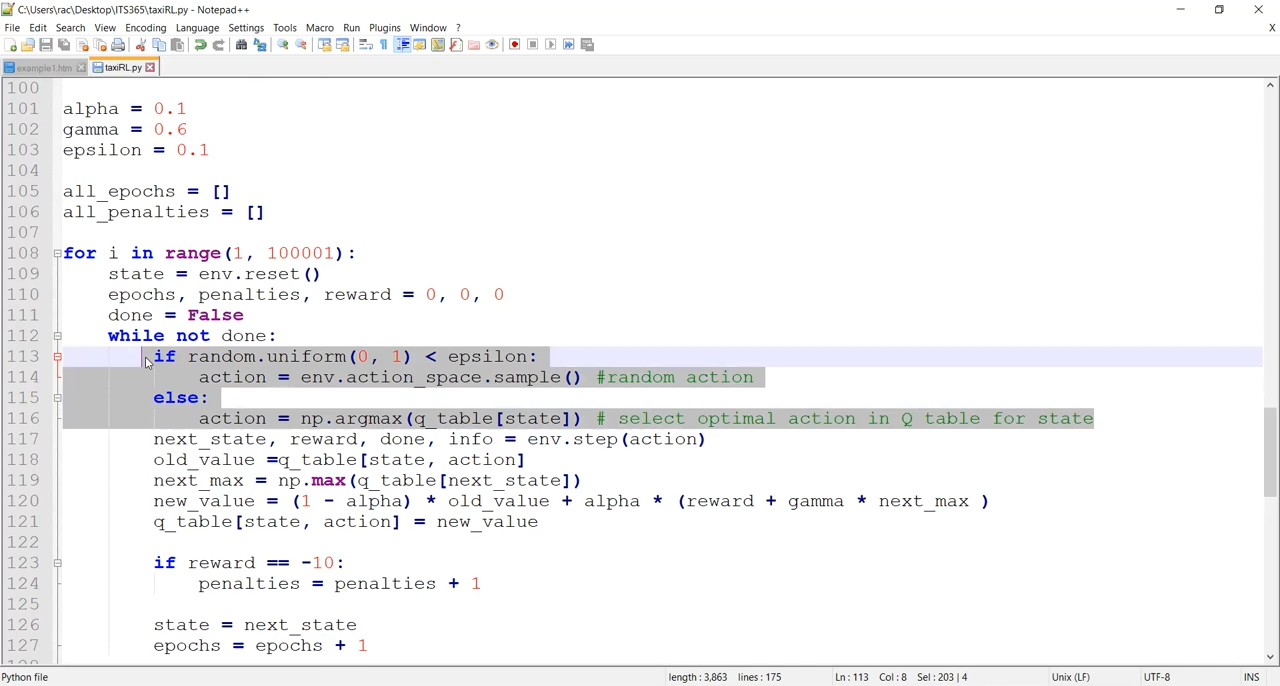 C:\Users\rac\Desktop\ITS365\taxiRL.py - Notepad++
File Edit Search View Encoding Language Settings Tools Macro Run Plugins Window ? X
example1.htm taxiRL.py
100
101 alpha = 0.1
102 gamma = 0.6
103 epsilon = 0.1
104
105 all_epochs = []
106 all_penalties = []
107
108 for i in range(1, 100001):
109     state = env.reset()
110     epochs, penalties, reward = 0, 0, 0
111     done = False
112     while not done:
113         if random.uniform(0, 1) < epsilon:
114             action = env.action_space.sample() #random action
115         else:
116             action = np.argmax(q_table[state]) # select optimal action in Q table for state
117         next_state, reward, done, info = env.step(action)
118         old_value =q_table[state, action]
119         next_max = np.max(q_table[next_state])
120         new_value = (1 - alpha) * old_value + alpha * (reward + gamma * next_max )
121         q_table[state, action] = new_value
122
123         if reward == -10:
124             penalties = penalties + 1
125
126         state = next_state
127         epochs = epochs + 1
Python file length : 3,863 lines : 175 Ln : 113 Col : 8 Sel : 203 | 4 Unix (LF) UTF-8 INS